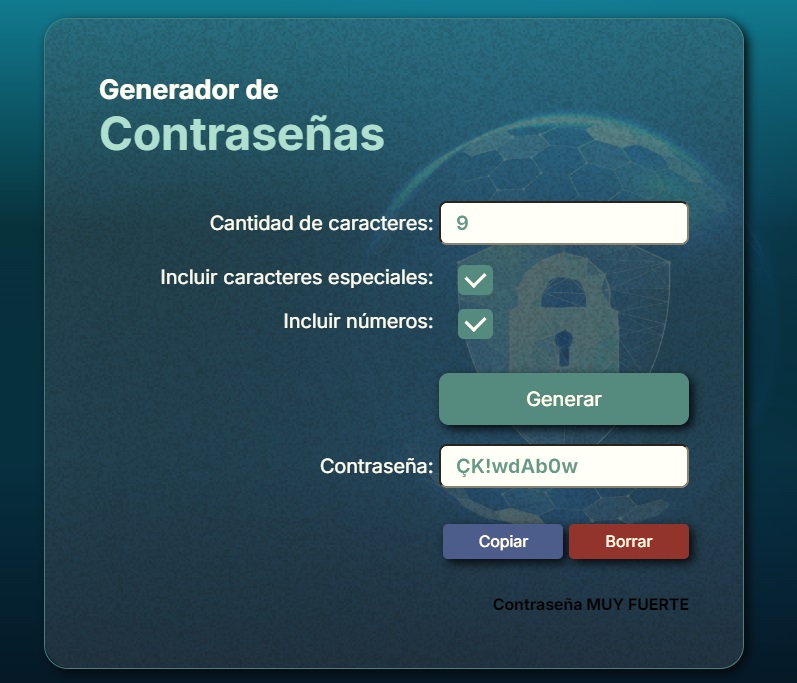 Generador de
Contraseñas
Cantidad de caracteres: 9
Incluir caracteres especiales:
Incluir números:
Generar
Contraseña: ÇK!wdAb0w
Copiar Borrar
Contraseña MUY FUERTE